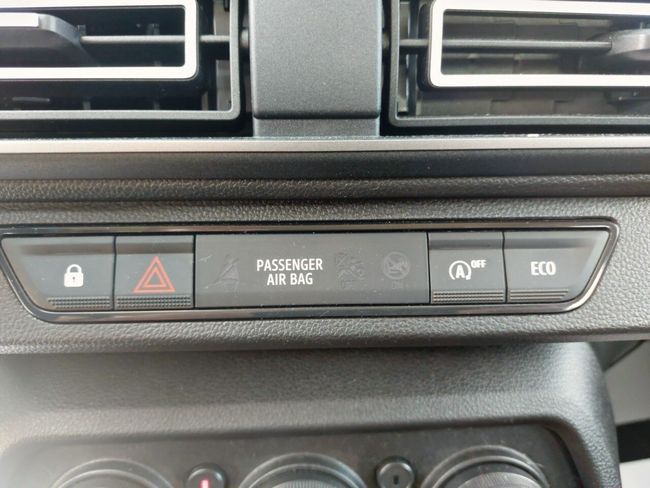 PASSENGER
AIR BAG
A OFF
ECO